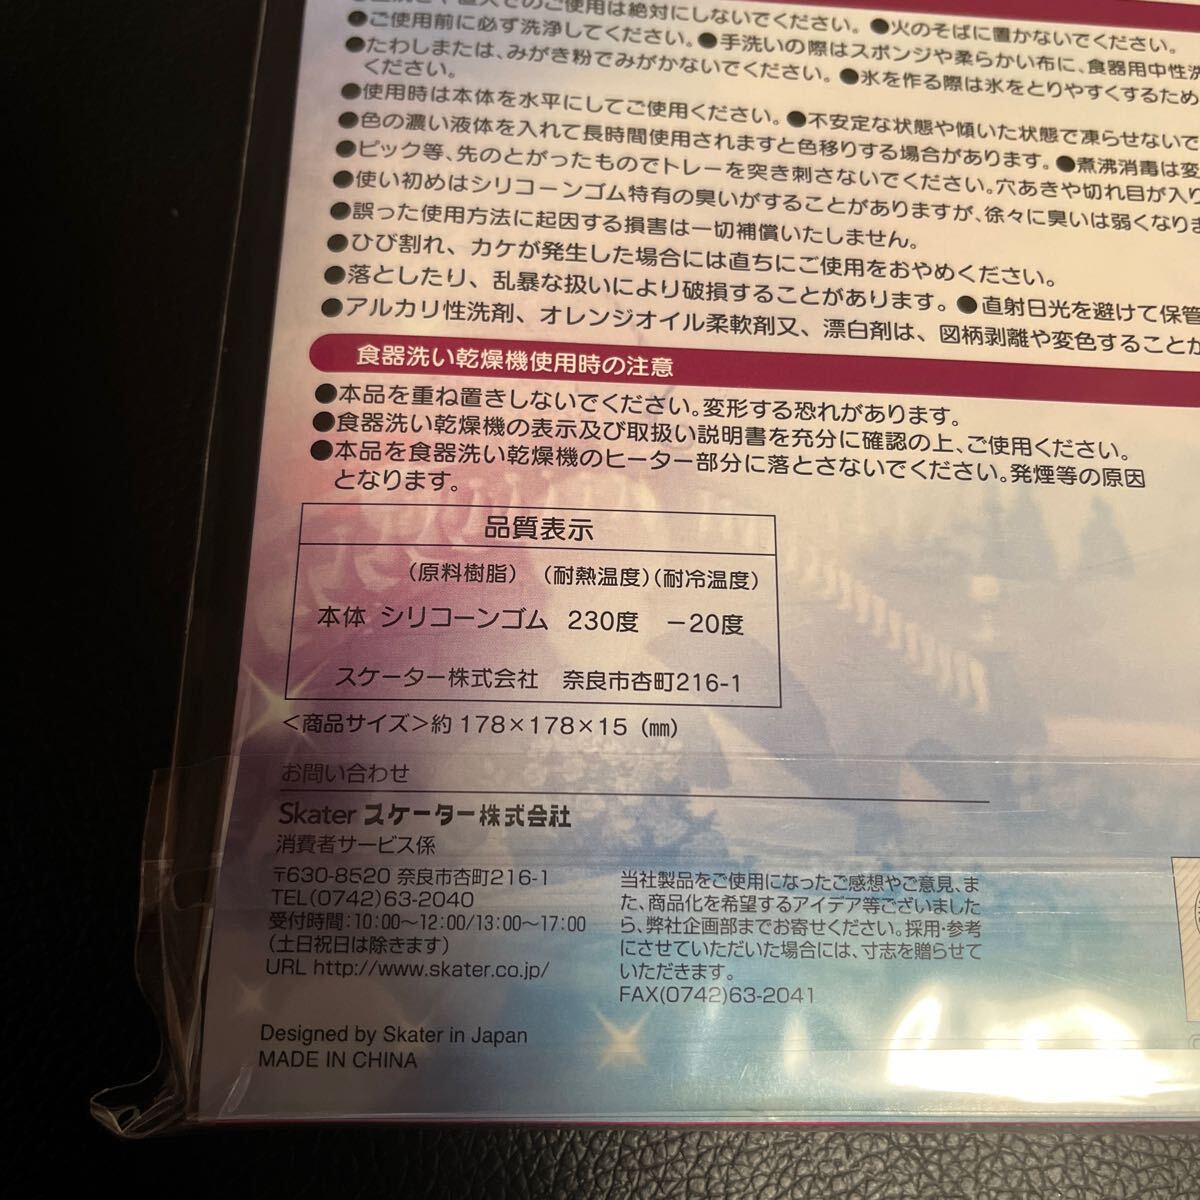 のご使用は絶対にしないでください。●火のそばに置かないでください。
●ご使用前に必ず洗浄してください。●手洗いの際はスポンジや柔らかい布に、食器用中性洗
●たわしまたは、みがき粉でみがかないでください。●氷を作る際は氷をとりやすくするため
ください。
●使用時は本体を水平にしてご使用ください。●不安定な状態や傾いた状態で凍らせないで
●色の濃い液体を入れて長時間使用されますと色移りする場合があります。●煮沸消毒は変
●ピック等、先のとがったものでトレーを突き刺さないでください。穴あきや切れ目が入り
●使い初めはシリコーンゴム特有の臭いがすることがありますが、徐々に臭いは弱くなりま
●誤った使用方法に起因する損害は一切補償いたしません。
●ひび割れ、カケが発生した場合には直ちにご使用をおやめください。
●落としたり、乱暴な扱いにより破損することがあります。●直射日光を避けて保管
●アルカリ性洗剤、オレンジオイル柔軟剤又、漂白剤は、図柄剥離や変色することが
食器洗い乾燥機使用時の注意
●本品を重ね置きしないでください。変形する恐れがあります。
●食器洗い乾燥機の表示及び取扱い説明書を充分に確認の上、ご使用ください。
●本品を食器洗い乾燥機のヒーター部分に落とさないでください。発煙等の原因
となります。
品質表示
(原料樹脂) (耐熱温度)(耐冷温度)
本体 シリコーンゴム 230度 －20度
スケーター株式会社 奈良市杏町216-1
<商品サイズ>約178×178×15(㎜)
お問い合わせ
Skater スケーター株式会社
消費者サービス係
〒630-8520 奈良市杏町216-1
TEL(0742)63-2040
受付時間:10:00～12:00/13:00～17:00
(土日祝日は除きます)
URL http://www.skater.co.jp/
当社製品をご使用になったご感想やご意見、ま
た、商品化を希望するアイデア等ございました
ら、弊社企画部までお寄せください。採用・参考
にさせていただいた場合には、寸志を贈らせて
いただきます。
FAX(0742)63-2041
Designed by Skater in Japan
MADE IN CHINA